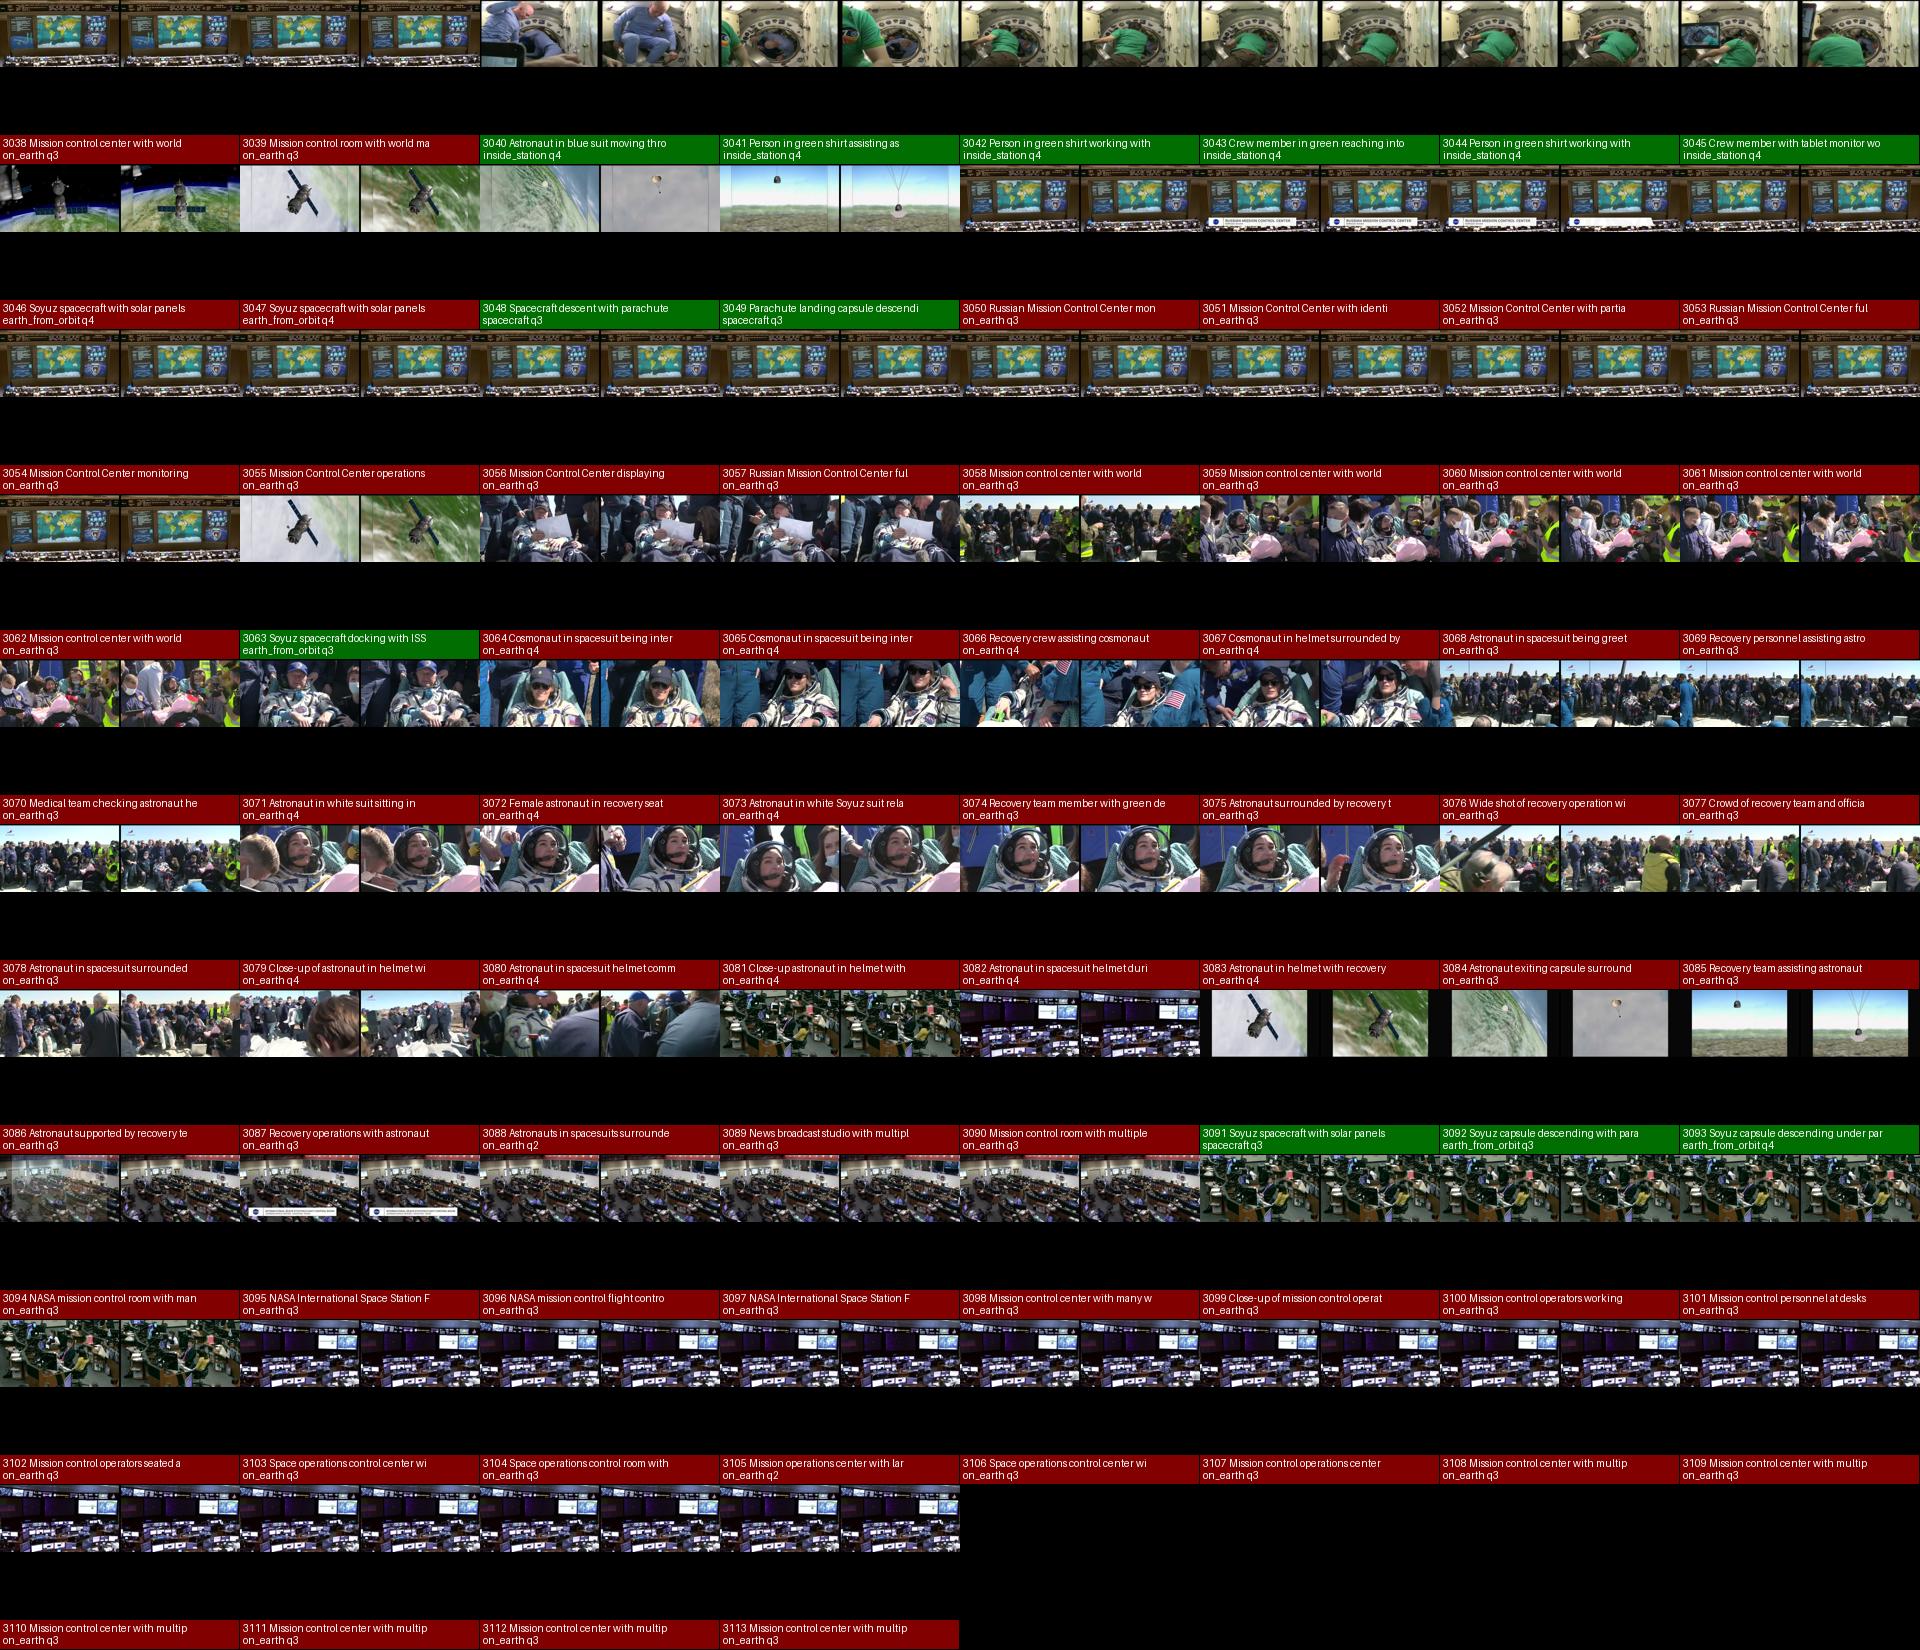 3038 Mission control center with world
on_earth q3
3039 Mission control room with world ma
on_earth q3
3040 Astronaut in blue suit moving thro
inside_station q4
3041 Person in green shirt assisting as
inside_station q4
3042 Person in green shirt working with
inside_station q4
3043 Crew member in green reaching into
inside_station q4
3044 Person in green shirt working with
inside_station q4
3045 Crew member with tablet monitor wo
inside_station q4
RUSSIAN MISSION CONTROL CENTER
RUSSIAN MISSION CONTROL CENTER
RUSSIAN MISSION CONTROL CENTER
3046 Soyuz spacecraft with solar panels
earth_from_orbit q4
3047 Soyuz spacecraft with solar panels
earth_from_orbit q4
3048 Spacecraft descent with parachute
spacecraft q3
3049 Parachute landing capsule descendi
spacecraft q3
3050 Russian Mission Control Center mon
on_earth q3
3051 Mission Control Center with identi
on_earth q3
3052 Mission Control Center with partia
on_earth q3
3053 Russian Mission Control Center ful
on_earth q3
3054 Mission Control Center monitoring
on_earth q3
3055 Mission Control Center operations
on_earth q3
3056 Mission Control Center displaying
on_earth q3
3057 Russian Mission Control Center ful
on_earth q3
3058 Mission control center with world
on_earth q3
3059 Mission control center with world
on_earth q3
3060 Mission control center with world
on_earth q3
3061 Mission control center with world
on_earth q3
3062 Mission control center with world
on_earth q3
3063 Soyuz spacecraft docking with ISS
earth_from_orbit q3
3064 Cosmonaut in spacesuit being inter
on_earth q4
3065 Cosmonaut in spacesuit being inter
on_earth q4
3066 Recovery crew assisting cosmonaut
on_earth q4
3067 Cosmonaut in helmet surrounded by
on_earth q4
3068 Astronaut in spacesuit being greet
on_earth q3
3069 Recovery personnel assisting astro
on_earth q3
3070 Medical team checking astronaut he
on_earth q3
3071 Astronaut in white suit sitting in
on_earth q4
3072 Female astronaut in recovery seat
on_earth q4
3073 Astronaut in white Soyuz suit rela
on_earth q4
3074 Recovery team member with green de
on_earth q3
3075 Astronaut surrounded by recovery t
on_earth q3
3076 Wide shot of recovery operation wi
on_earth q3
3077 Crowd of recovery team and officia
on_earth q3
3078 Astronaut in spacesuit surrounded
on_earth q3
3079 Close-up of astronaut in helmet wi
on_earth q4
3080 Astronaut in spacesuit helmet comm
on_earth q4
3081 Close-up astronaut in helmet with
on_earth q4
3082 Astronaut in spacesuit helmet duri
on_earth q4
3083 Astronaut in helmet with recovery
on_earth q4
3084 Astronaut exiting capsule surround
on_earth q3
3085 Recovery team assisting astronaut
on_earth q3
3086 Astronaut supported by recovery te
on_earth q3
3087 Recovery operations with astronaut
on_earth q3
3088 Astronauts in spacesuits surrounde
on_earth q2
3089 News broadcast studio with multipl
on_earth q3
3090 Mission control room with multiple
on_earth q3
3091 Soyuz spacecraft with solar panels
spacecraft q3
3092 Soyuz capsule descending with para
earth_from_orbit q3
3093 Soyuz capsule descending under par
earth_from_orbit q4
3094 NASA mission control room with man
on_earth q3
3095 NASA International Space Station F
on_earth q3
3096 NASA mission control flight contro
on_earth q3
3097 NASA International Space Station F
on_earth q3
3098 Mission control center with many w
on_earth q3
3099 Close-up of mission control operat
on_earth q3
3100 Mission control operators working
on_earth q3
3101 Mission control personnel at desks
on_earth q3
3102 Mission control operators seated a
on_earth q3
3103 Space operations control center wi
on_earth q3
3104 Space operations control room with
on_earth q3
3105 Mission operations center with lar
on_earth q2
3106 Space operations control center wi
on_earth q3
3107 Mission control operations center
on_earth q3
3108 Mission control center with multip
on_earth q3
3109 Mission control center with multip
on_earth q3
3110 Mission control center with multip
on_earth q3
3111 Mission control center with multip
on_earth q3
3112 Mission control center with multip
on_earth q3
3113 Mission control center with multip
on_earth q3